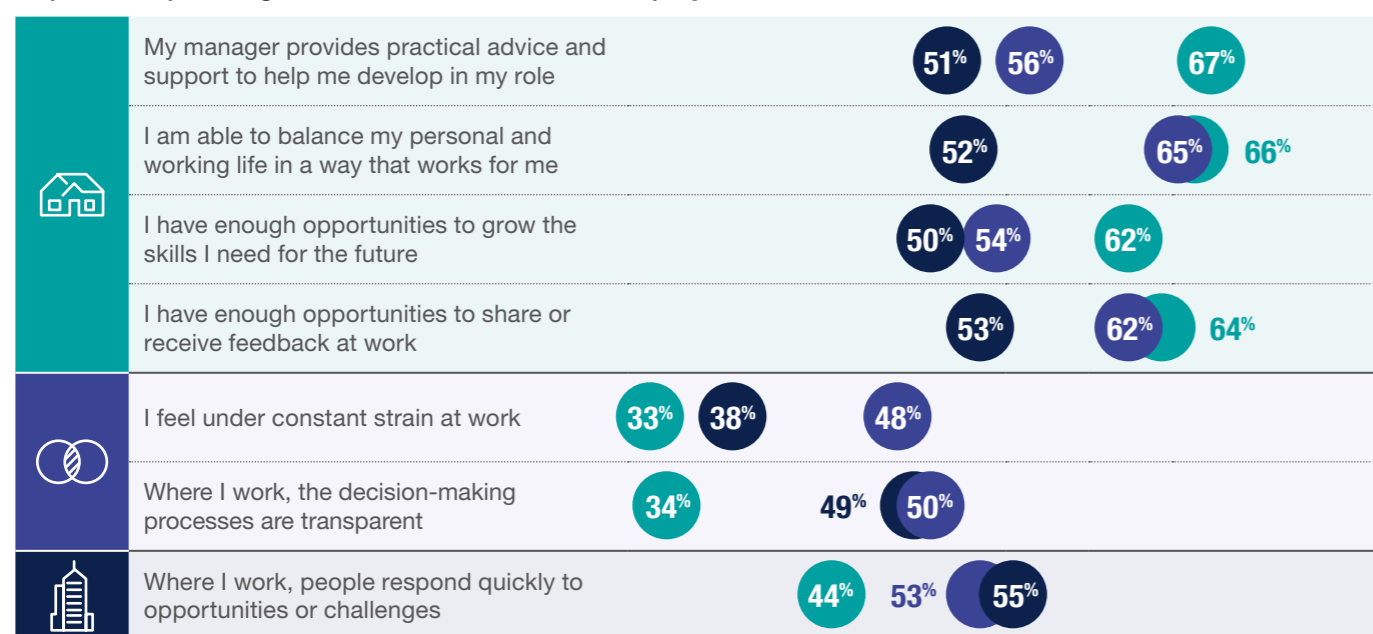 My manager provides practical advice and
support to help me develop in my role
51% 56% 67%
I am able to balance my personal and
working life in a way that works for me
52% 65% 66%
I have enough opportunities to grow the
skills I need for the future
50% 54% 62%
I have enough opportunities to share or
receive feedback at work
53% 62% 64%
I feel under constant strain at work
33% 38% 48%
Where I work, the decision-making
processes are transparent
34% 49% 50%
Where I work, people respond quickly to
opportunities or challenges
44% 53% 55%